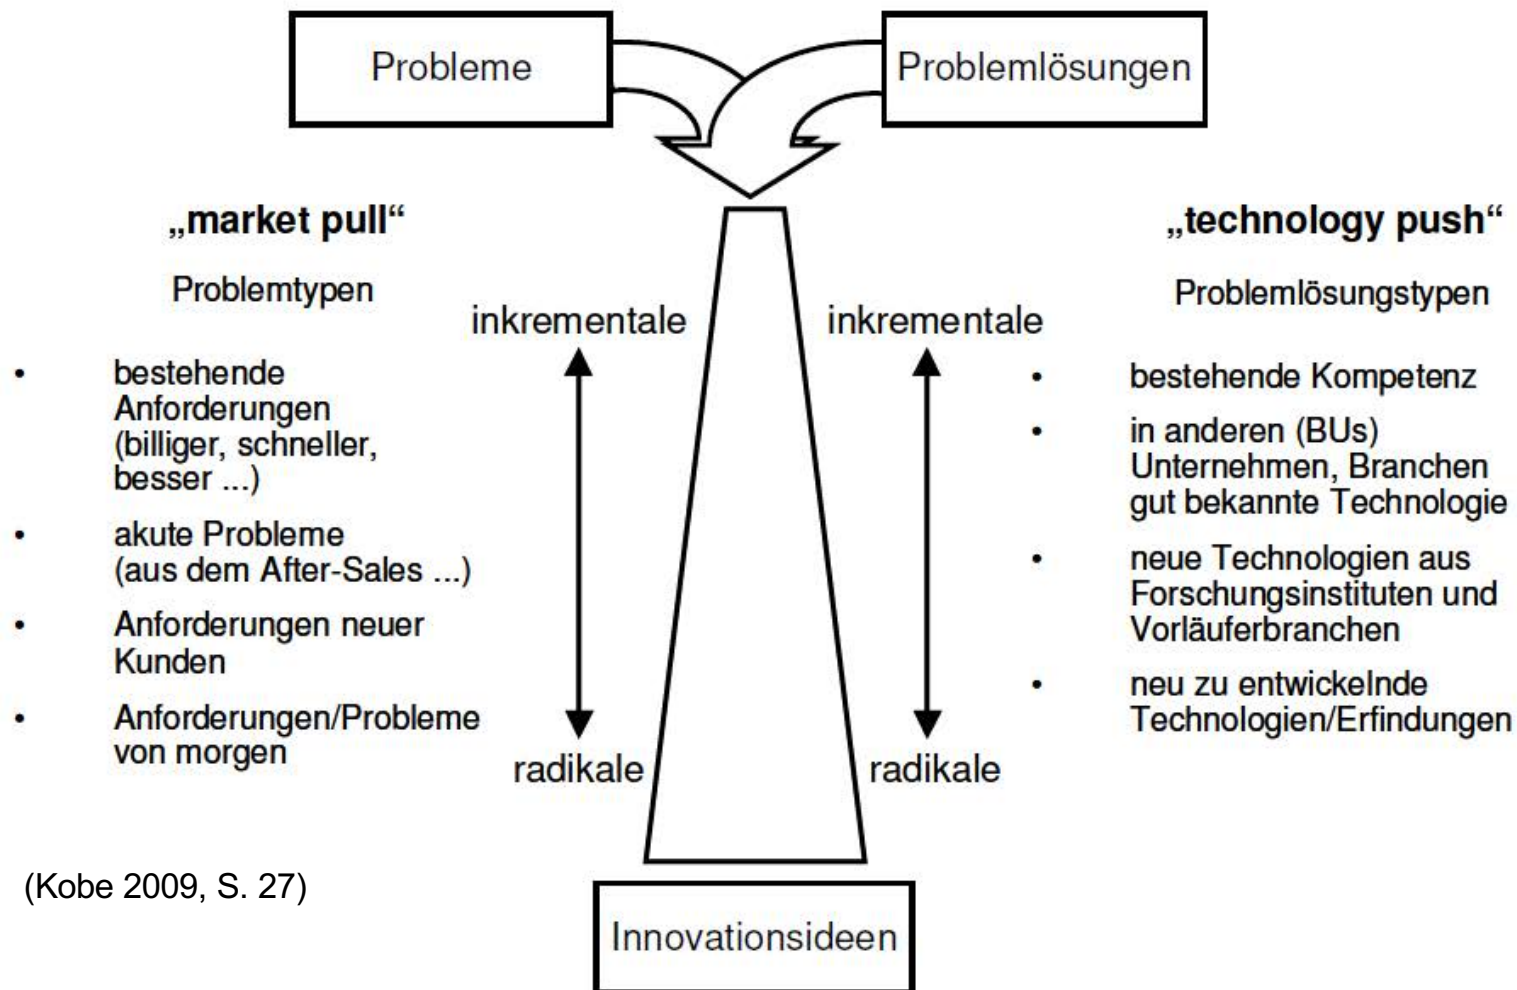 Probleme
Problemlösungen
„market pull“
Problemtypen
• bestehende
Anforderungen
(billiger, schneller,
besser ...)
• akute Probleme
(aus dem After-Sales ...)
• Anforderungen neuer
Kunden
• Anforderungen/Probleme
von morgen
inkrementale
radikale
inkrementale
radikale
„technology push“
Problemlösungstypen
• bestehende Kompetenz
• in anderen (BUs)
Unternehmen, Branchen
gut bekannte Technologie
• neue Technologien aus
Forschungsinstituten und
Vorläuferbranchen
• neu zu entwickelnde
Technologien/Erfindungen
(Kobe 2009, S. 27)
Innovationsideen